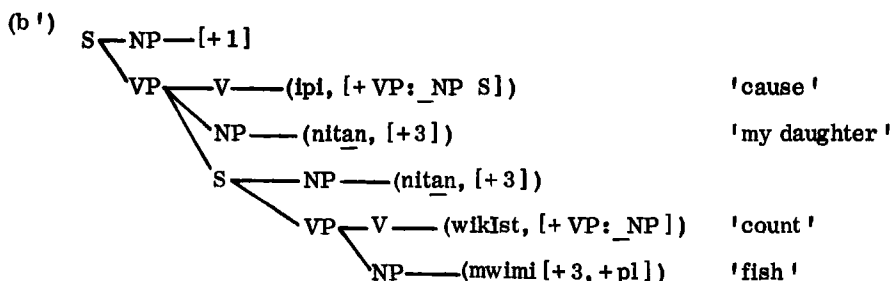 (b')
S NP [+1]
VP V (ipi, [+VP:_NP S]) 'cause'
NP (nitan, [+3]) 'my daughter'
S NP (nitan, [+3])
VP V (wikIst, [+VP:_NP]) 'count'
NP (mwimi [+3, +pl]) 'fish'